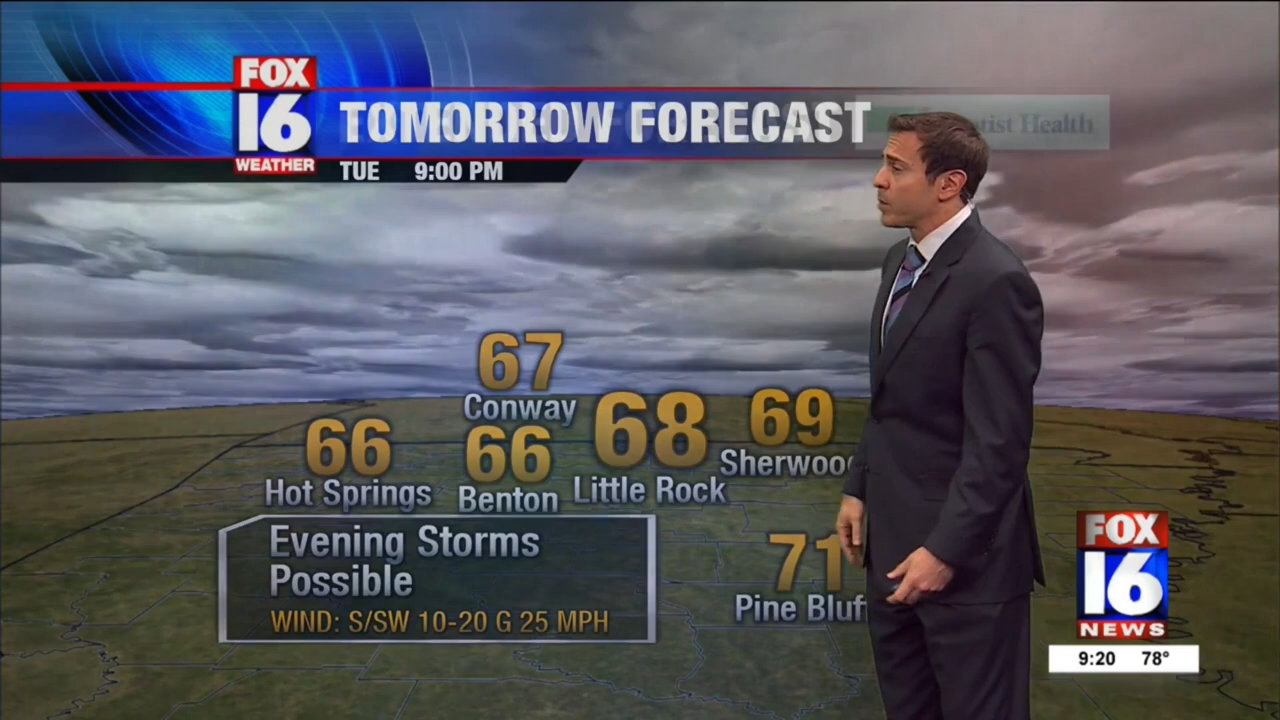 FOX
16
WEATHER
TOMORROW FORECAST
TUE 9:00 PM
Health
67
Conway
66
Hot Springs
66
Benton
68
Little Rock
69
71
Evening Storms
Possible
WIND: S/SW 10-20 G 25 MPH
FOX
16
NEWS
9:20 78°